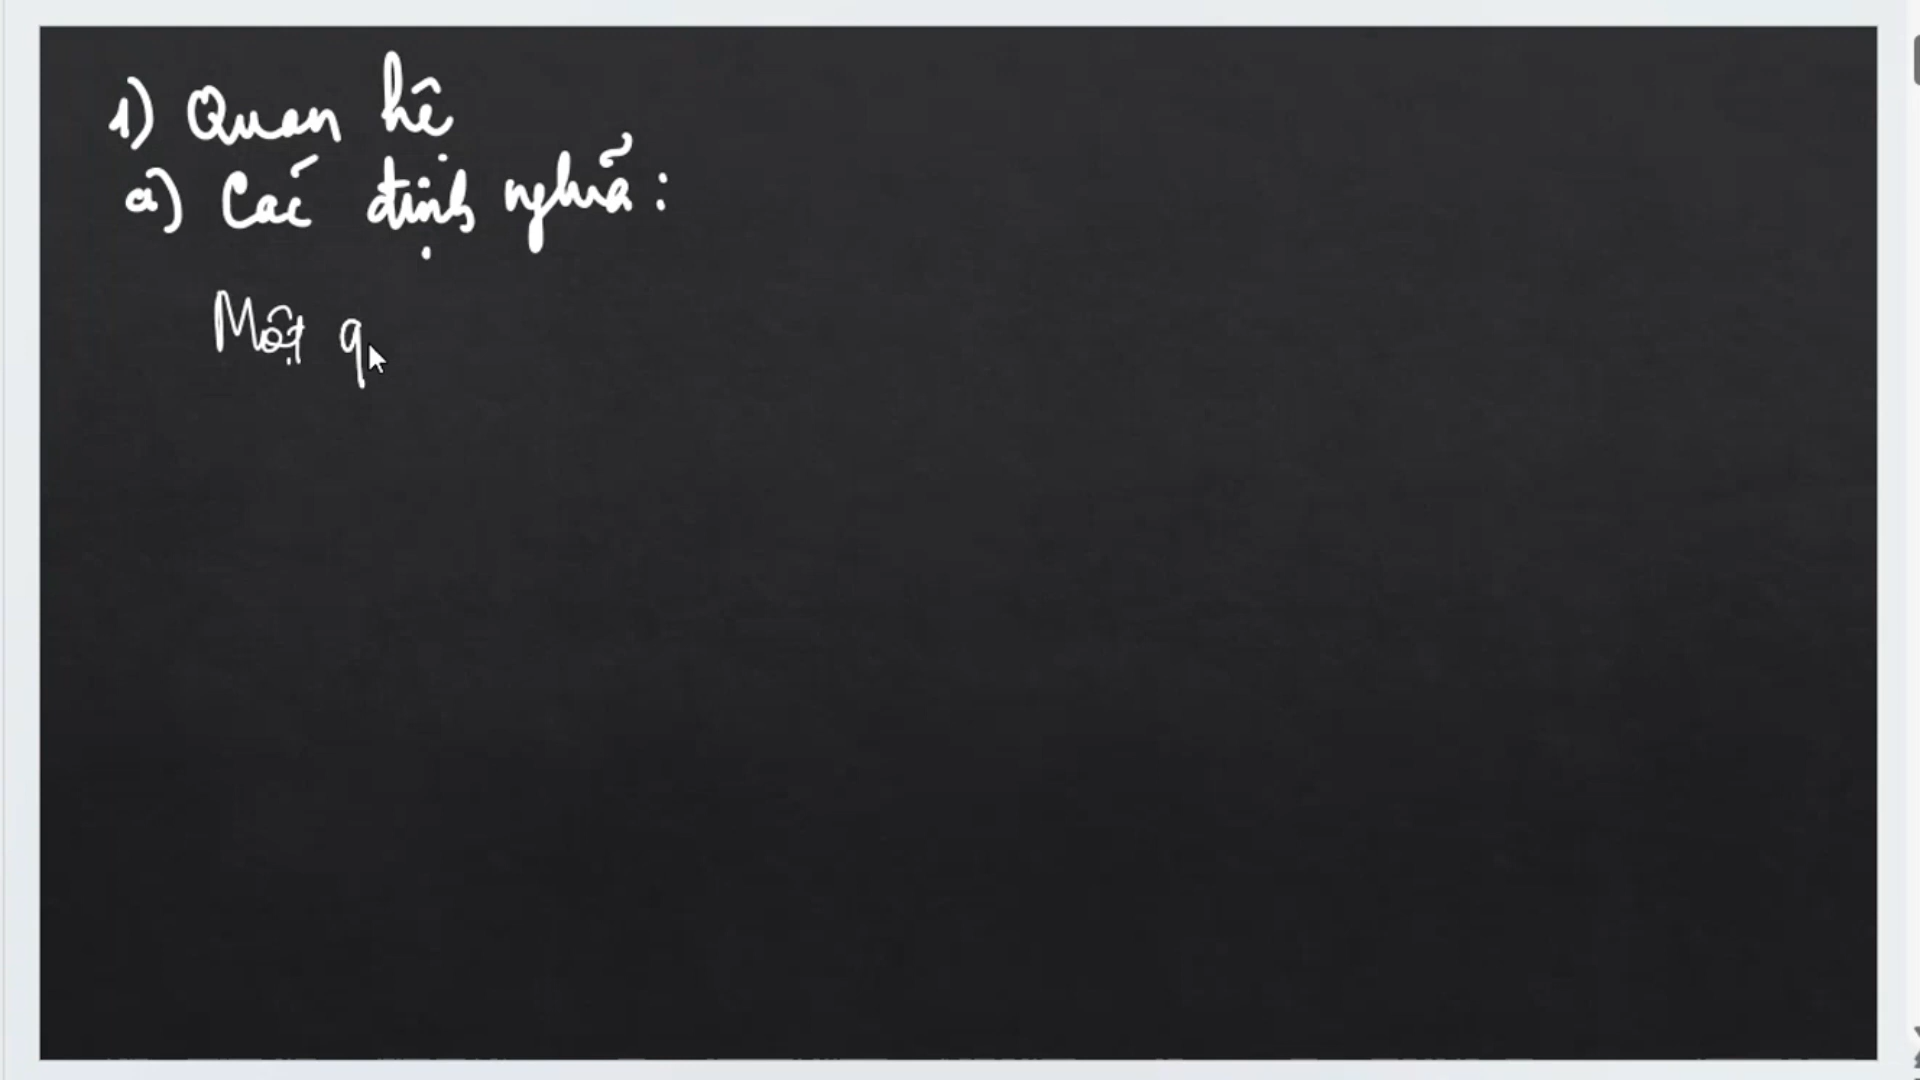 1) Quan hệ
a) Các định nghĩa:
Một q